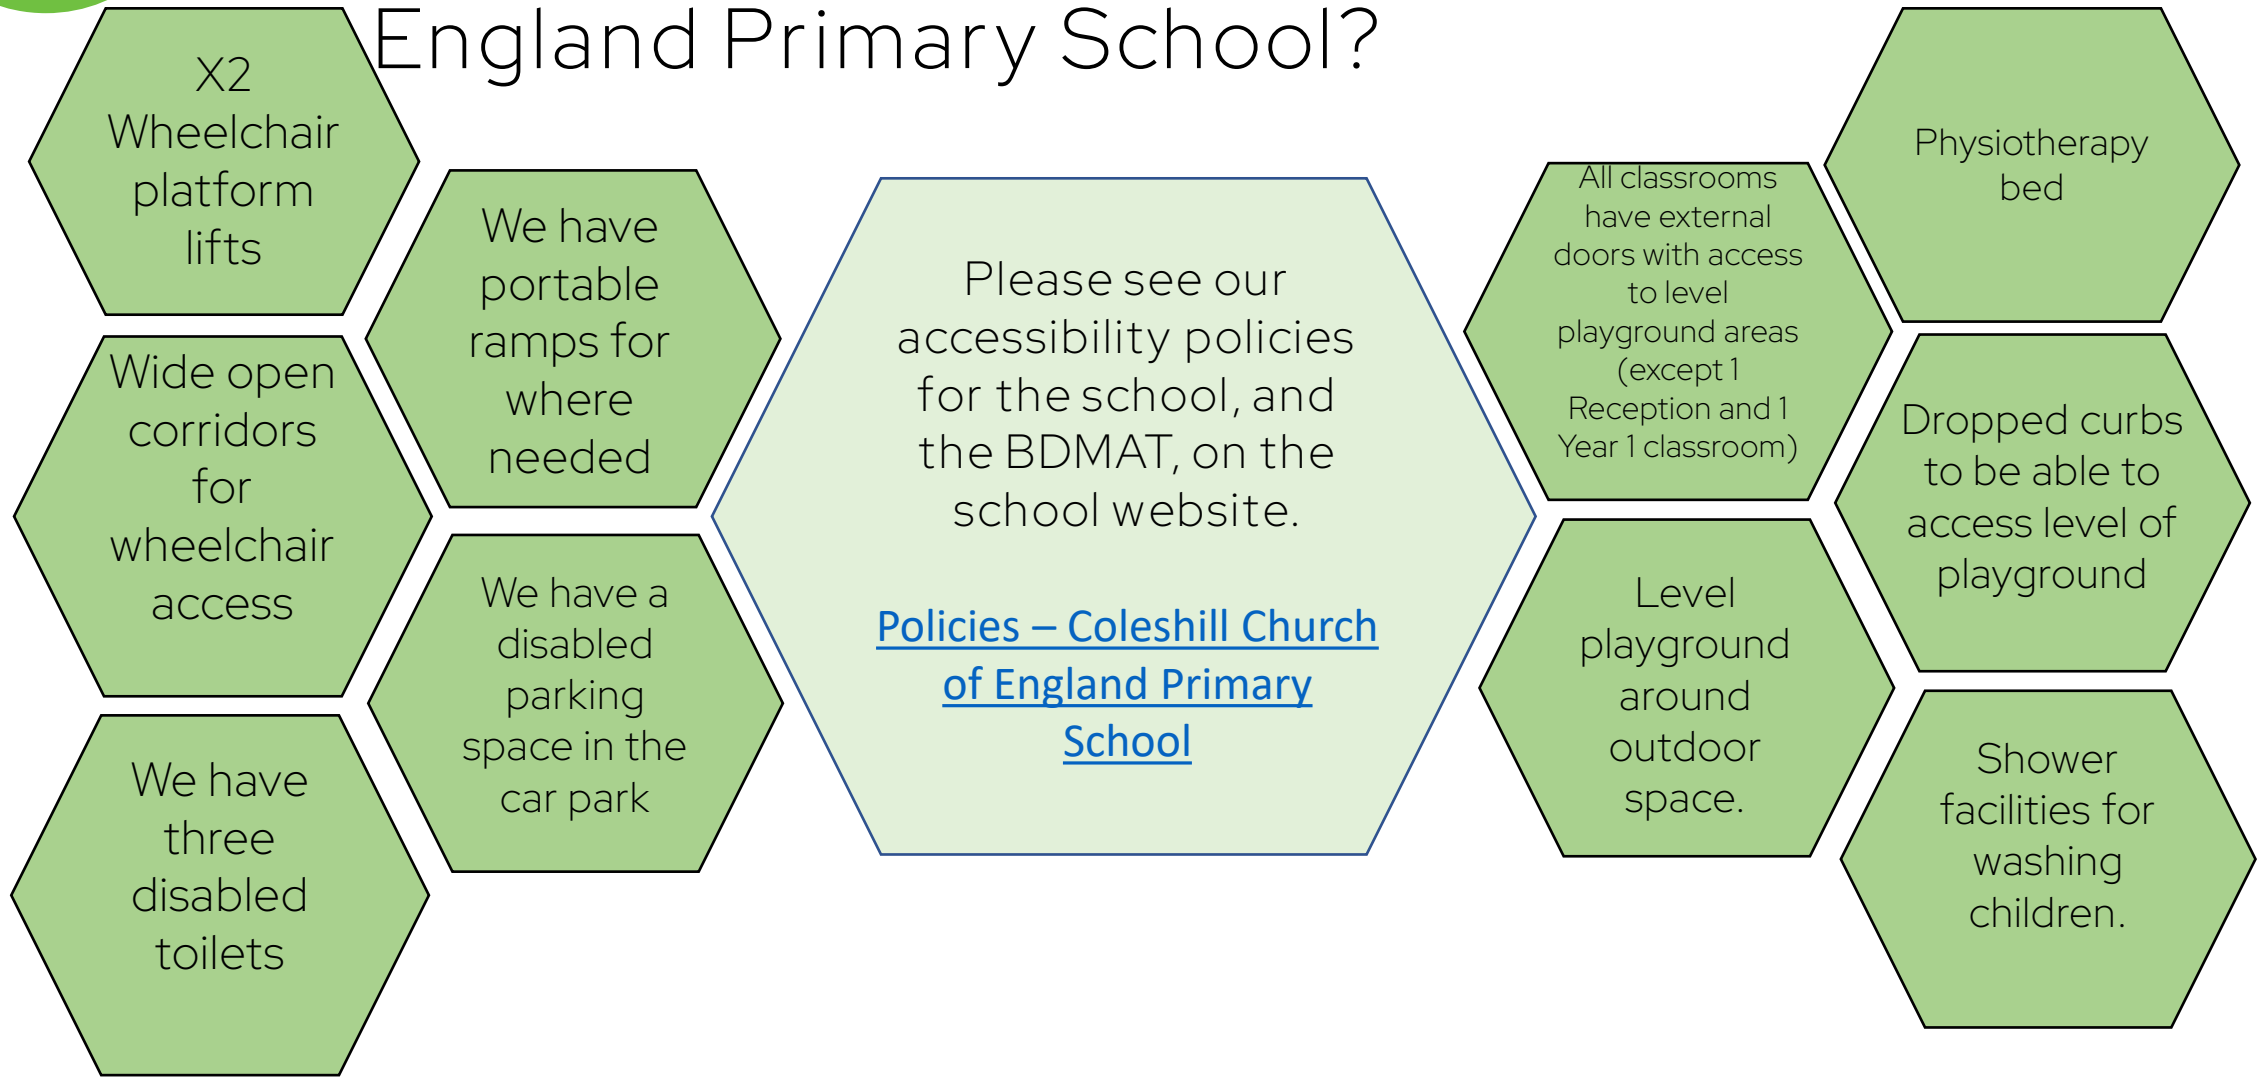 England Primary School?
X2
Wheelchair
platform
lifts
We have
portable
ramps for
where
needed
Wide open
corridors
for
wheelchair
access
We have a
disabled
parking
space in the
car park
We have
three
disabled
toilets
Please see our
accessibility policies
for the school, and
the BDMAT, on the
school website.
Policies – Coleshill Church
of England Primary
School
All classrooms
have external
doors with access
to level
playground areas
(except 1
Reception and 1
Year 1 classroom)
Physiotherapy
bed
Dropped curbs
to be able to
access level of
playground
Level
playground
around
outdoor
space.
Shower
facilities for
washing
children.